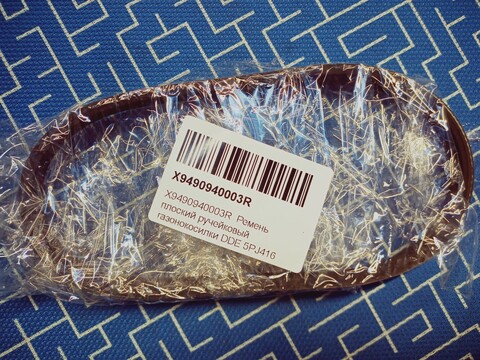 X9490940003R
X9490940003R Ремень
плоский ручейковый
газонокосилки DDE 5PJ416